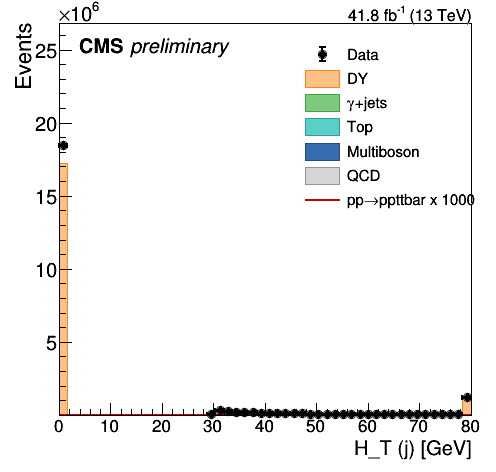 ×10⁶
41.8 fb⁻¹ (13 TeV)
CMS preliminary
Events
25
20
15
10
5
Data
DY
γ+jets
Top
Multiboson
QCD
pp→ppttbar x 1000
0 10 20 30 40 50 60 70 80
H_T (j) [GeV]